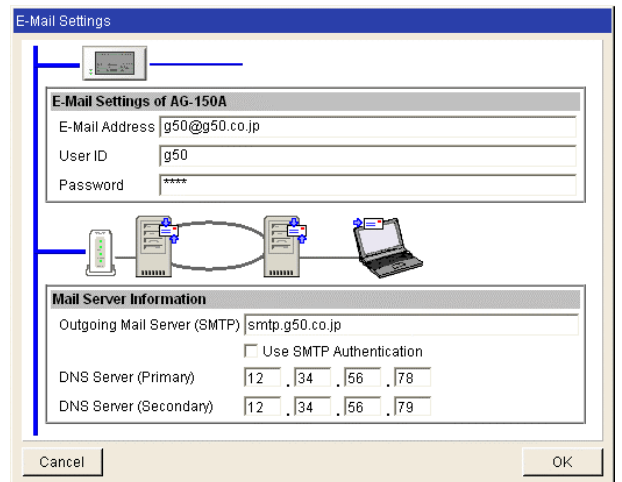 E-Mail Settings
E-Mail Settings of AG-150A
E-Mail Address g50@g50.co.jp
User ID g50
Password ****
Mail Server Information
Outgoing Mail Server (SMTP) smtp.g50.co.jp
Use SMTP Authentication
DNS Server (Primary) 12 . 34 . 56 . 78
DNS Server (Secondary) 12 . 34 . 56 . 79
Cancel OK